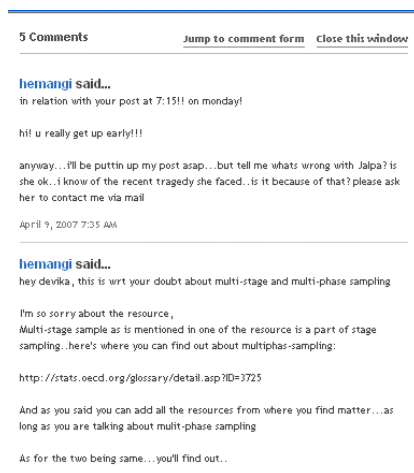 5 Comments Jump to comment form Close this window
hemangi said...
in relation with your post at 7:15!! on monday!
hi! u really get up early!!!
anyway...i'll be puttin up my post asap...but tell me whats wrong with Jalpa? is
she ok..i know of the recent tragedy she faced..is it because of that? please ask
her to contact me via mail
April 9, 2007 7:35 AM
hemangi said...
hey devika, this is wrt your doubt about multi-stage and multi-phase sampling
I'm so sorry about the resource,
Multi-stage sample as is mentioned in one of the resource is a part of stage
sampling..here's where you can find out about multiphas-sampling:
http://stats.oecd.org/glossary/detail.asp?ID=3725
And as you said you can add all the resources from where you find matter...as
long as you are talking about mulit-phase sampling
As for the two being same...you'll find out..